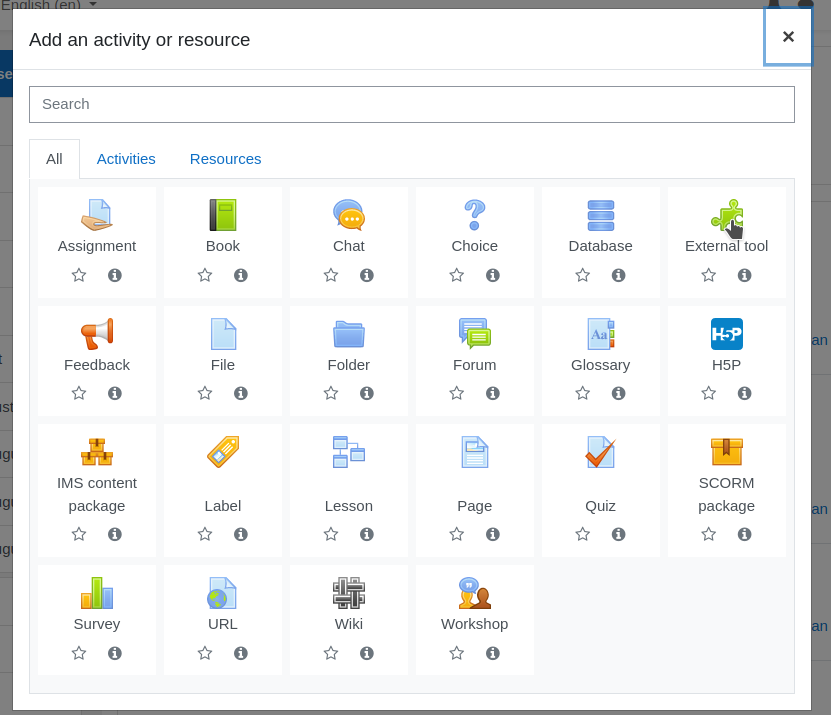 English (en)
Add an activity or resource
×
Search
All Activities Resources
Assignment Book Chat Choice Database External tool
Feedback File Folder Forum Glossary H5P
Aa
H5P
IMS content package
Label Lesson Page Quiz
SCORM package
Survey URL Wiki Workshop